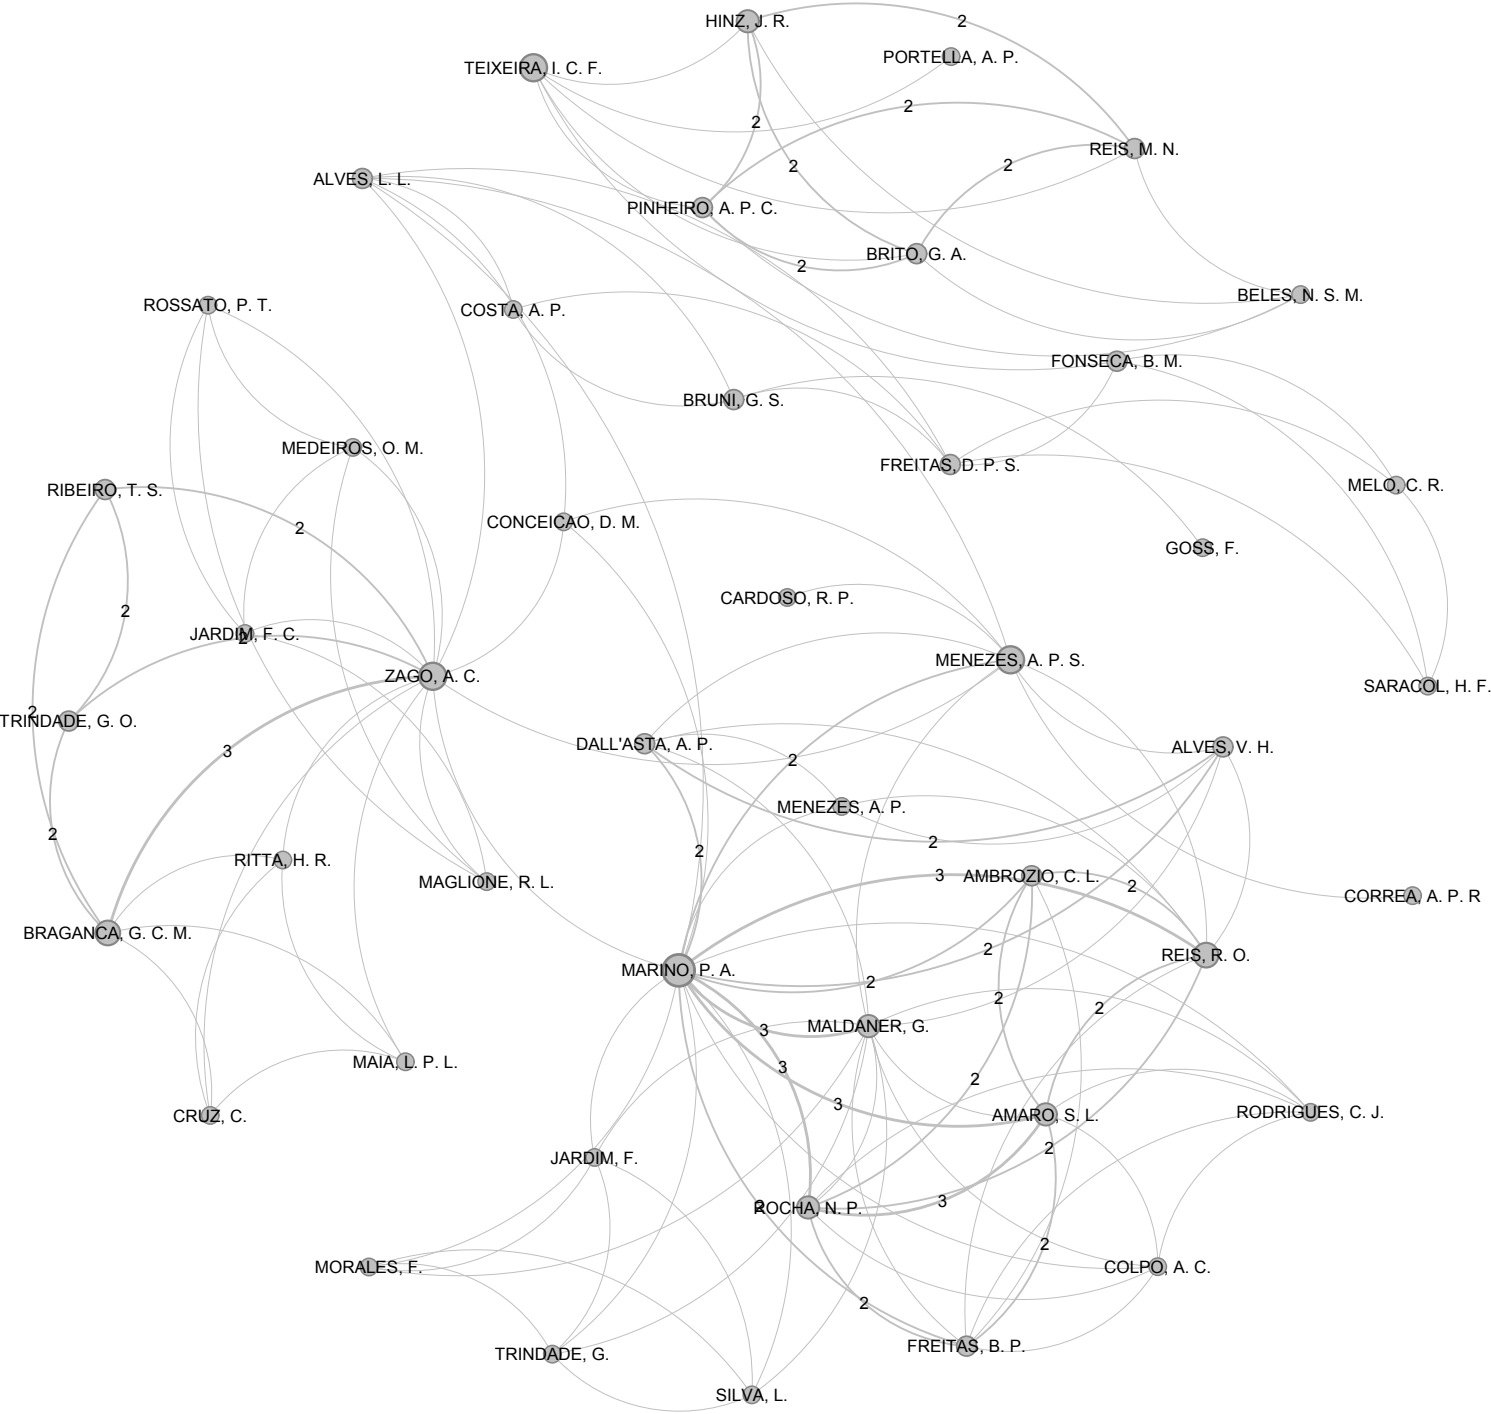 HINZ, J. R.
2
PORTELLA, A. P.
TEIXEIRA, I. C. F.
2
2
REIS, M. N.
2
2
ALVES, L. L.
PINHEIRO, A. P. C.
BRITO, G. A.
2
BELES, N. S. M.
ROSSATO, P. T.
COSTA, A. P.
FONSECA, B. M.
BRUNI, G. S.
MEDEIROS, O. M.
FREITAS, D. P. S.
MELO, C. R.
RIBEIRO, T. S.
CONCEICAO, D. M.
2
GOSS, F.
CARDOSO, R. P.
2
JARDIM, F. C.
2
MENEZES, A. P. S.
ZAGO, A. C.
SARACOL, H. F.
2
TRINDADE, G. O.
DALL'ASTA, A. P.
ALVES, V. H.
3
2
MENEZES, A. P.
2
2
2
RITTA, H. R.
3
AMBROZIO, C. L.
MAGLIONE, R. L.
2
CORREA, A. P. R
BRAGANCA, G. C. M.
2
REIS, R. O.
MARINO, P. A.
2
2
2
MALDANER, G.
3
MAIA, L. P. L.
3
2
3
CRUZ, C.
AMARO, S. L.
RODRIGUES, C. J.
2
JARDIM, F.
3
2
ROCHA, N. P.
2
MORALES, F.
COLPO, A. C.
2
FREITAS, B. P.
TRINDADE, G.
SILVA, L.